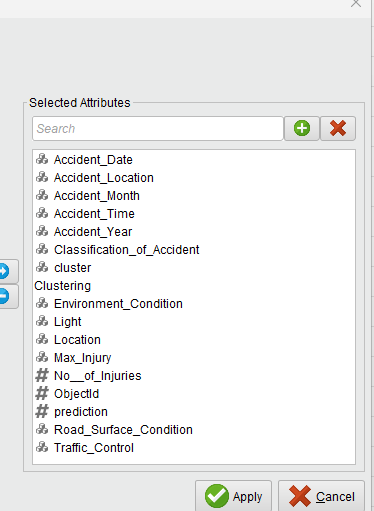 Selected Attributes
Search
Accident_Date
Accident_Location
Accident_Month
Accident_Time
Accident_Year
Classification_of_Accident
cluster
Clustering
Environment_Condition
Light
Location
Max_Injury
No__of_Injuries
ObjectId
prediction
Road_Surface_Condition
Traffic_Control
Apply
Cancel